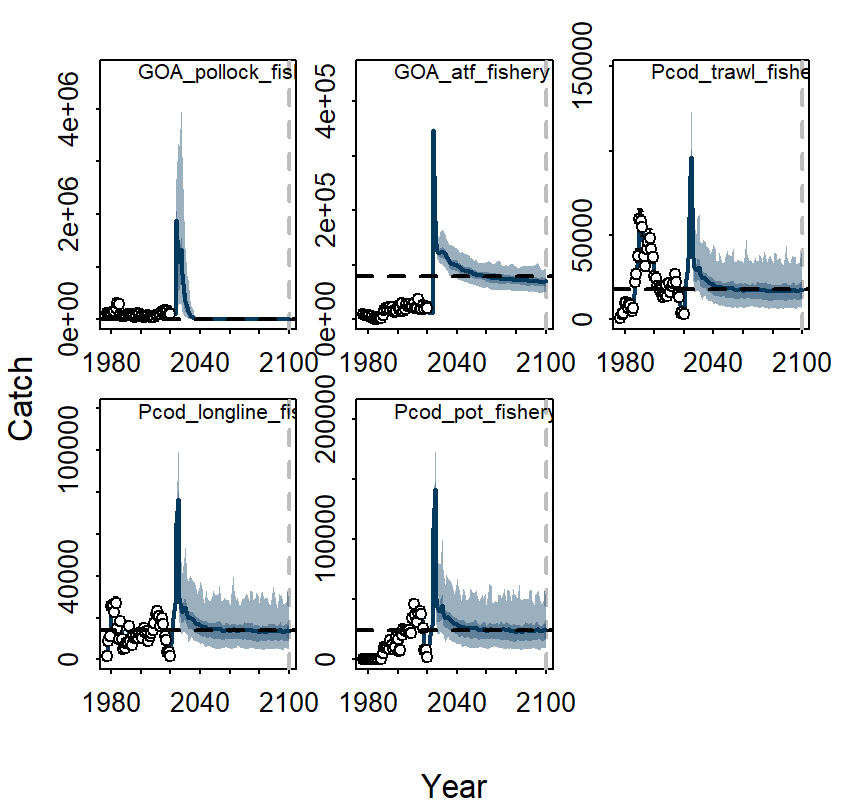 GOA_pollock_fis
GOA_atf_fishery
Pcod_trawl_fishe
0e+00 2e+06 4e+06
0e+00 2e+05 4e+05
0 50000 150000
1980 2040 2100
1980 2040 2100
1980 2040 2100
Catch
Pcod_longline_fis
Pcod_pot_fishery
0 40000 100000
0 100000 200000
1980 2040 2100
1980 2040 2100
Year